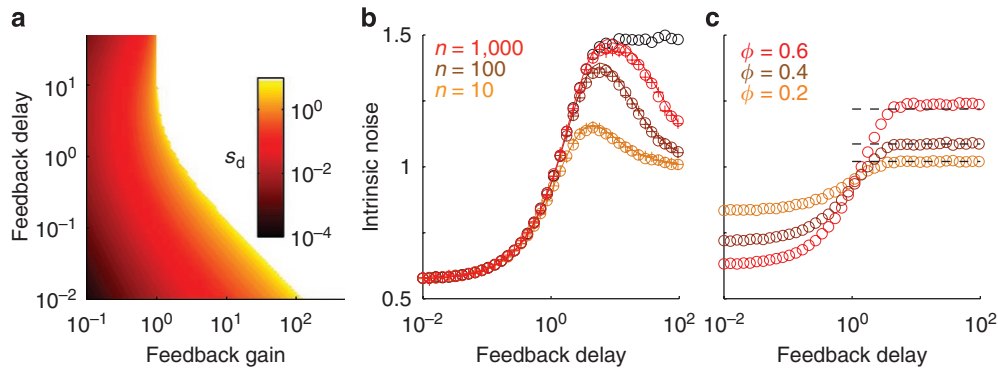 a
Feedback delay
10^1
10^0
10^-1
10^-2
10^-1
10^0
10^1
10^2
Feedback gain
s_d
10^0
10^-2
10^-4
b
Intrinsic noise
1.5
1
0.5
n = 1,000
n = 100
n = 10
10^-2
10^0
10^2
Feedback delay
c
ϕ = 0.6
ϕ = 0.4
ϕ = 0.2
10^-2
10^0
10^2
Feedback delay